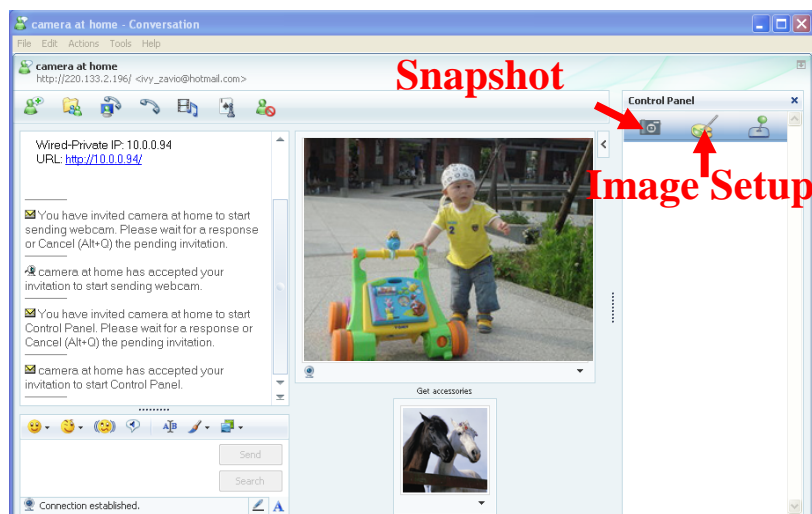 camera at home - Conversation
File Edit Actions Tools Help
camera at home
http://220.133.2.196/ <ivy_zavio@hotmail.com>
Snapshot
Control Panel
Image Setup
Wired-Private IP: 10.0.0.94
URL: http://10.0.0.94/
You have invited camera at home to start
sending webcam. Please wait for a response
or Cancel (Alt+Q) the pending invitation.
camera at home has accepted your
invitation to start sending webcam.
You have invited camera at home to start
Control Panel. Please wait for a response or
Cancel (Alt+Q) the pending invitation.
camera at home has accepted your
invitation to start Control Panel.
Get accessories
Send
Search
Connection established.
A